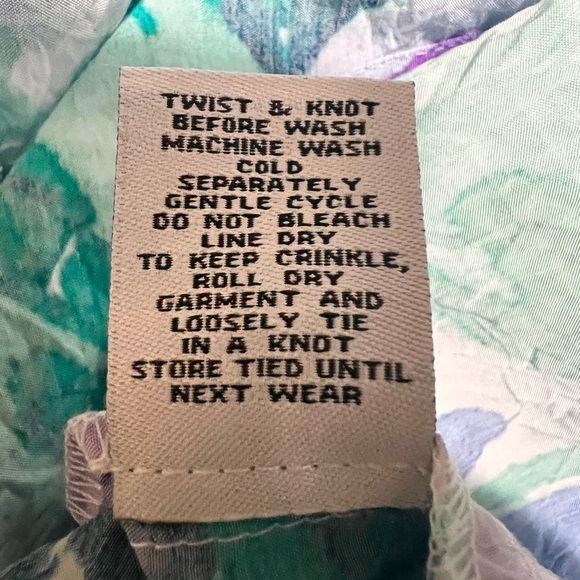 TWIST & KNOT
BEFORE WASH
MACHINE WASH
COLD
SEPARATELY
GENTLE CYCLE
DO NOT BLEACH
LINE DRY
TO KEEP CRINKLE,
ROLL DRY
GARMENT AND
LOOSELY TIE
IN A KNOT
STORE TIED UNTIL
NEXT WEAR